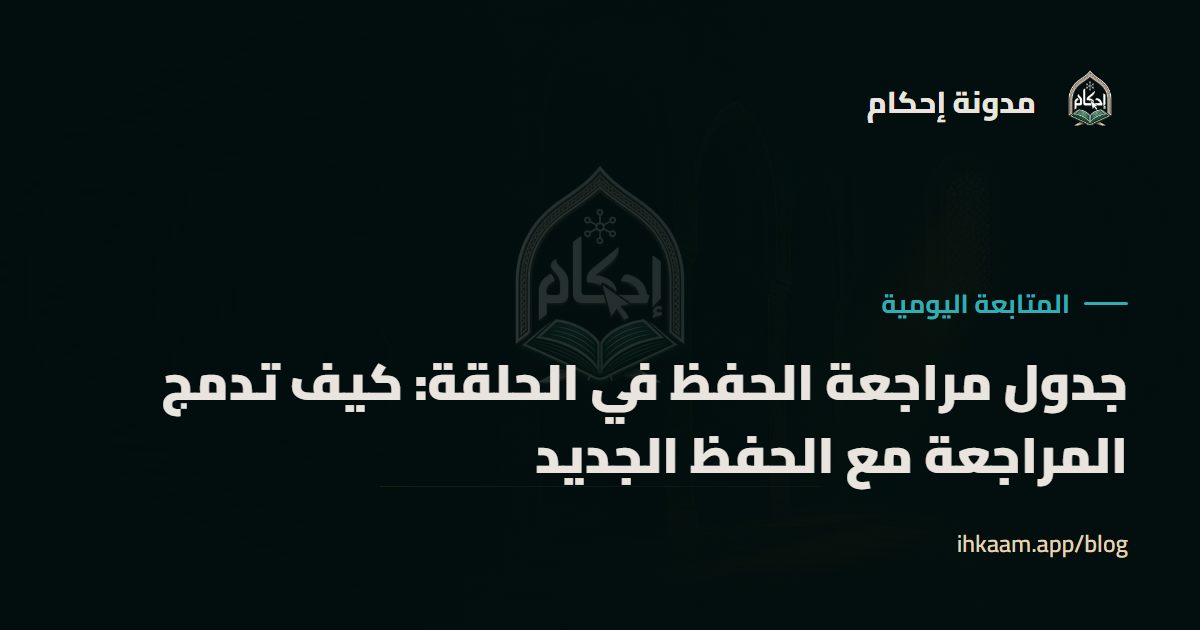 مدونة إحكام
إحكام
إحكام
المتابعة اليومية
جدول مراجعة الحفظ في الحلقة: كيف تدمج
المراجعة مع الحفظ الجديد
ihkaam.app/blog